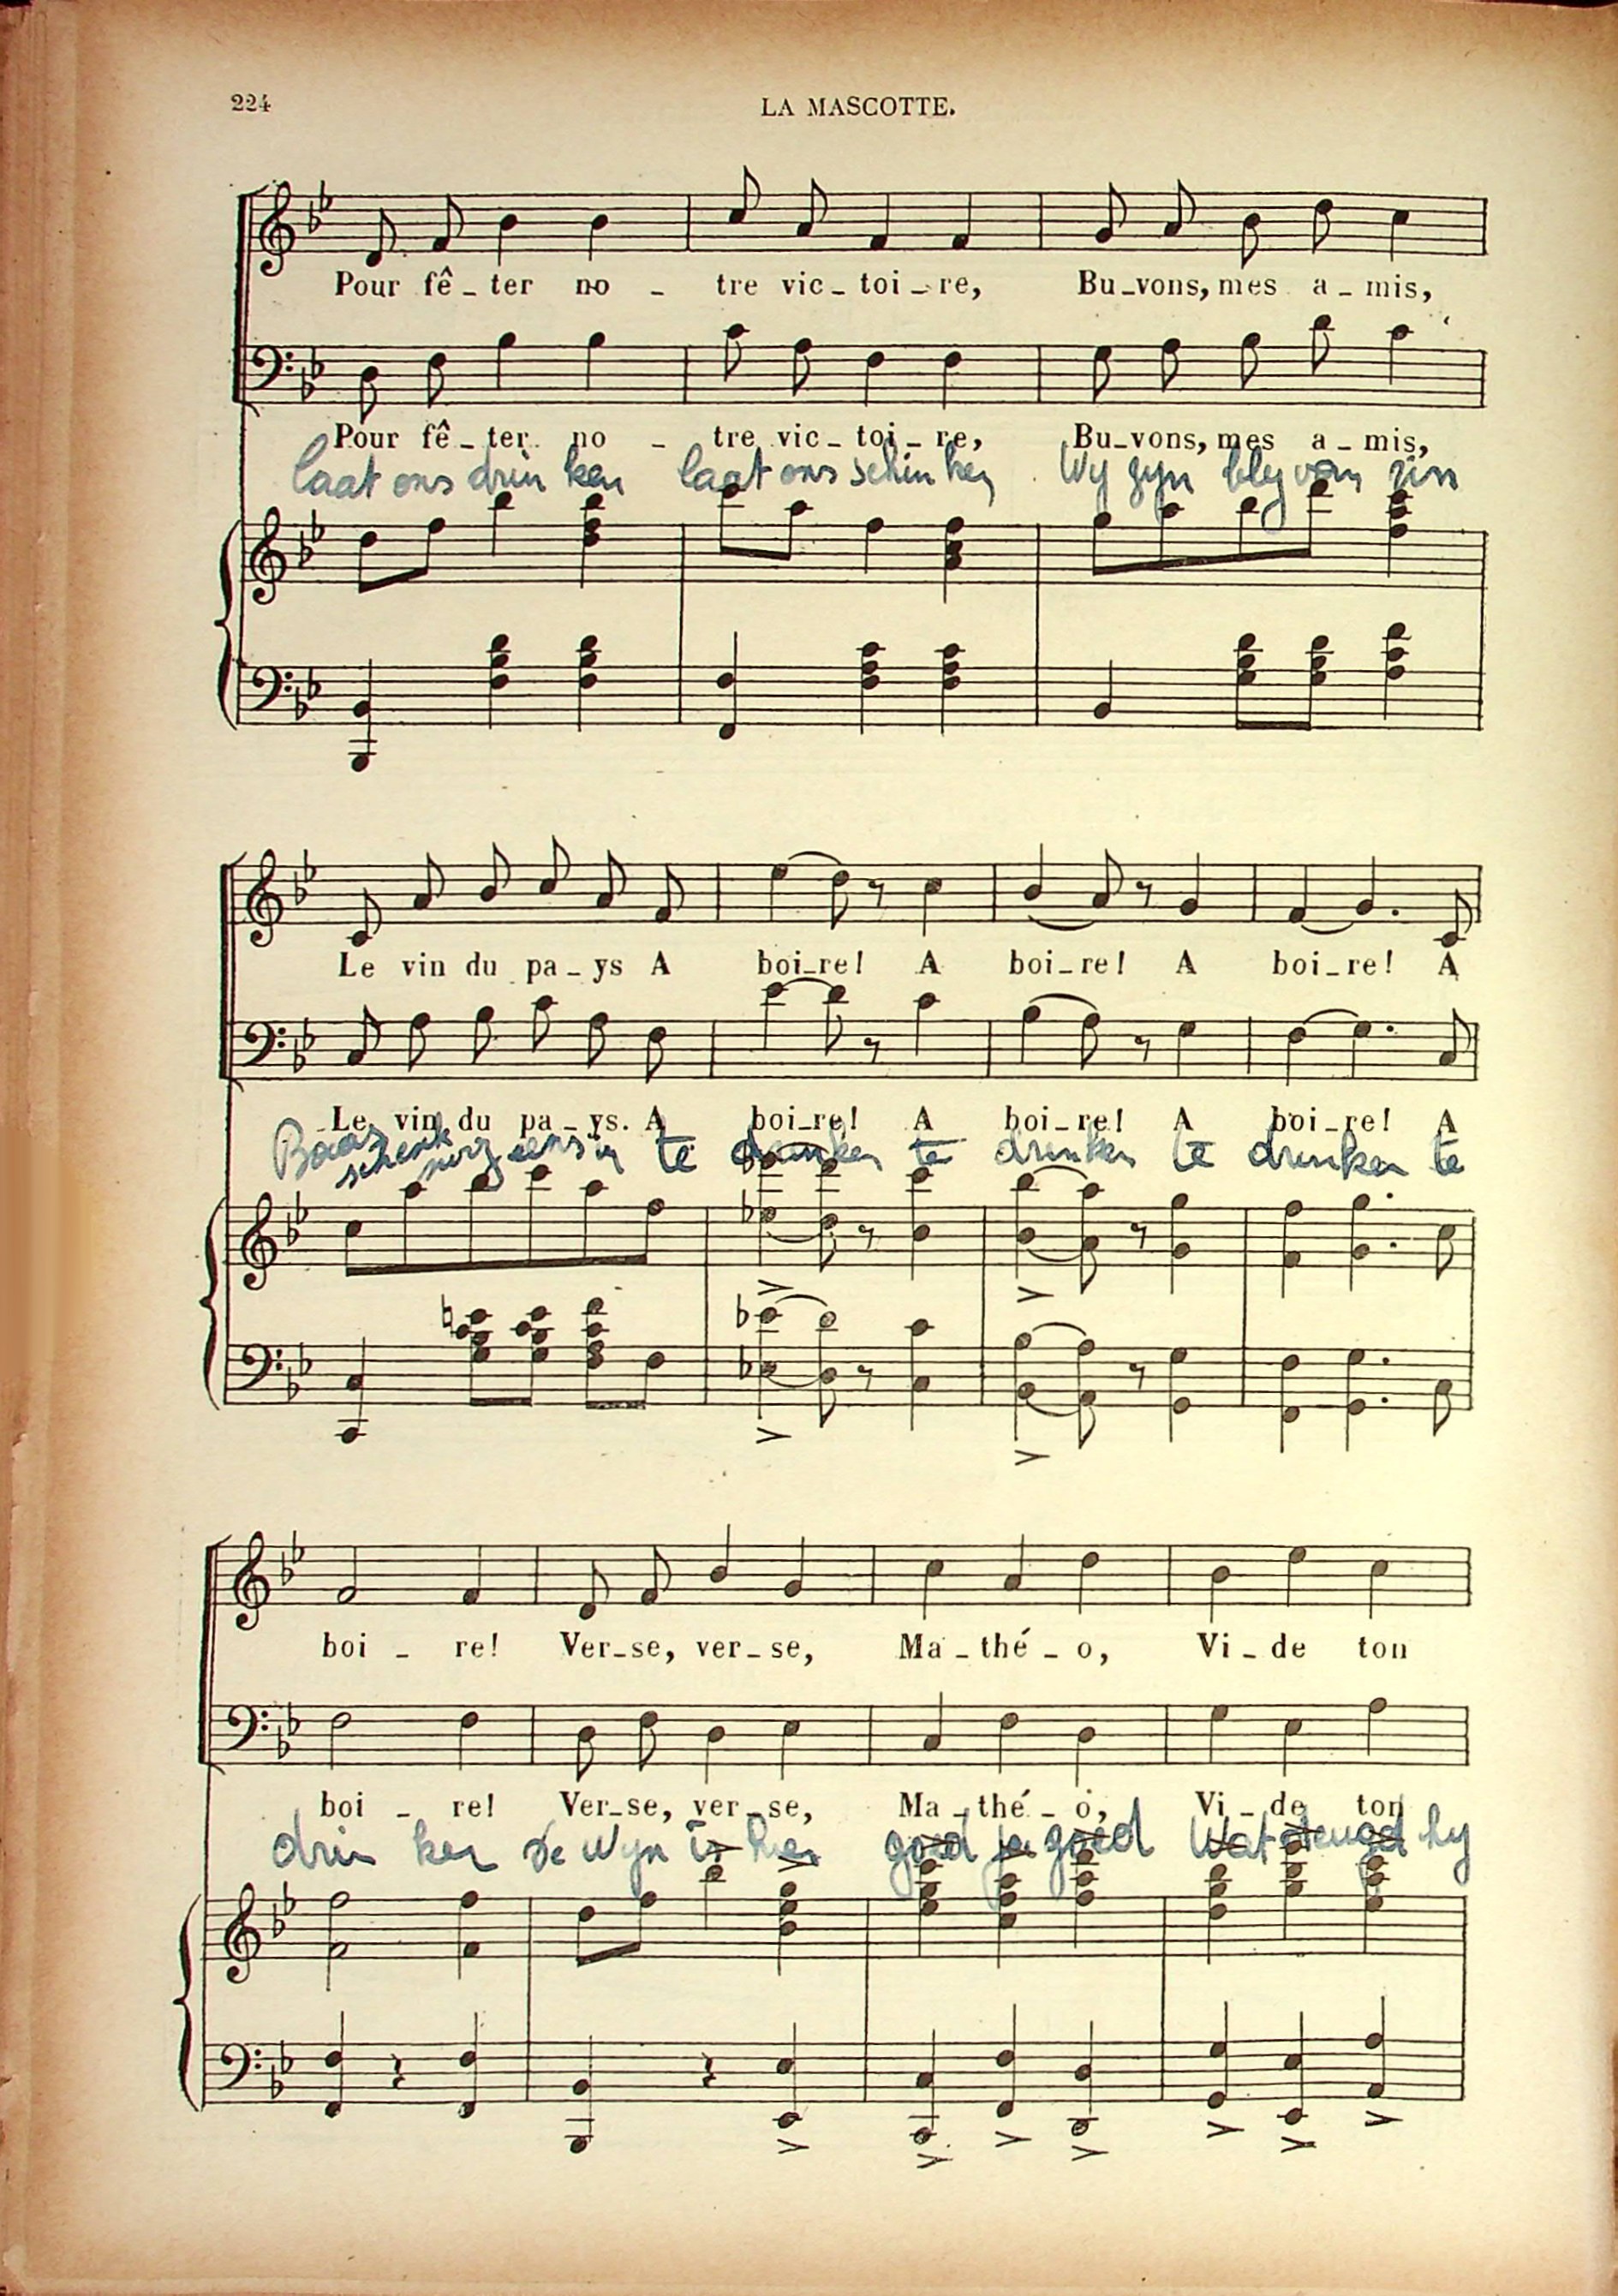 224
LA MASCOTTE.
Pour fê_ter no _ tre vic_toi_re, Bu_vons, mes a_mis,
Pour fê_ter no _ tre vic_toi_re, Bu_vons, mes a_mis,
laat ons drin ken laat ons schin ken Wy zyn bly van zin
Le vin du pa_ys A boi_re! A boi_re! A boi_re! A
Le vin du pa_ys. A boi_re! A boi_re! A boi_re! A
Baas schenk nog eens in te drinken te drinken te drinken te
boi _ re! Ver_se, ver_se, Ma_thé_o, Vi_de ton
boi _ re! Ver_se, ver_se, Ma_thé_o, Vi_de ton
drin ken De Wyn is hier goed ja goed Wat deugd hy